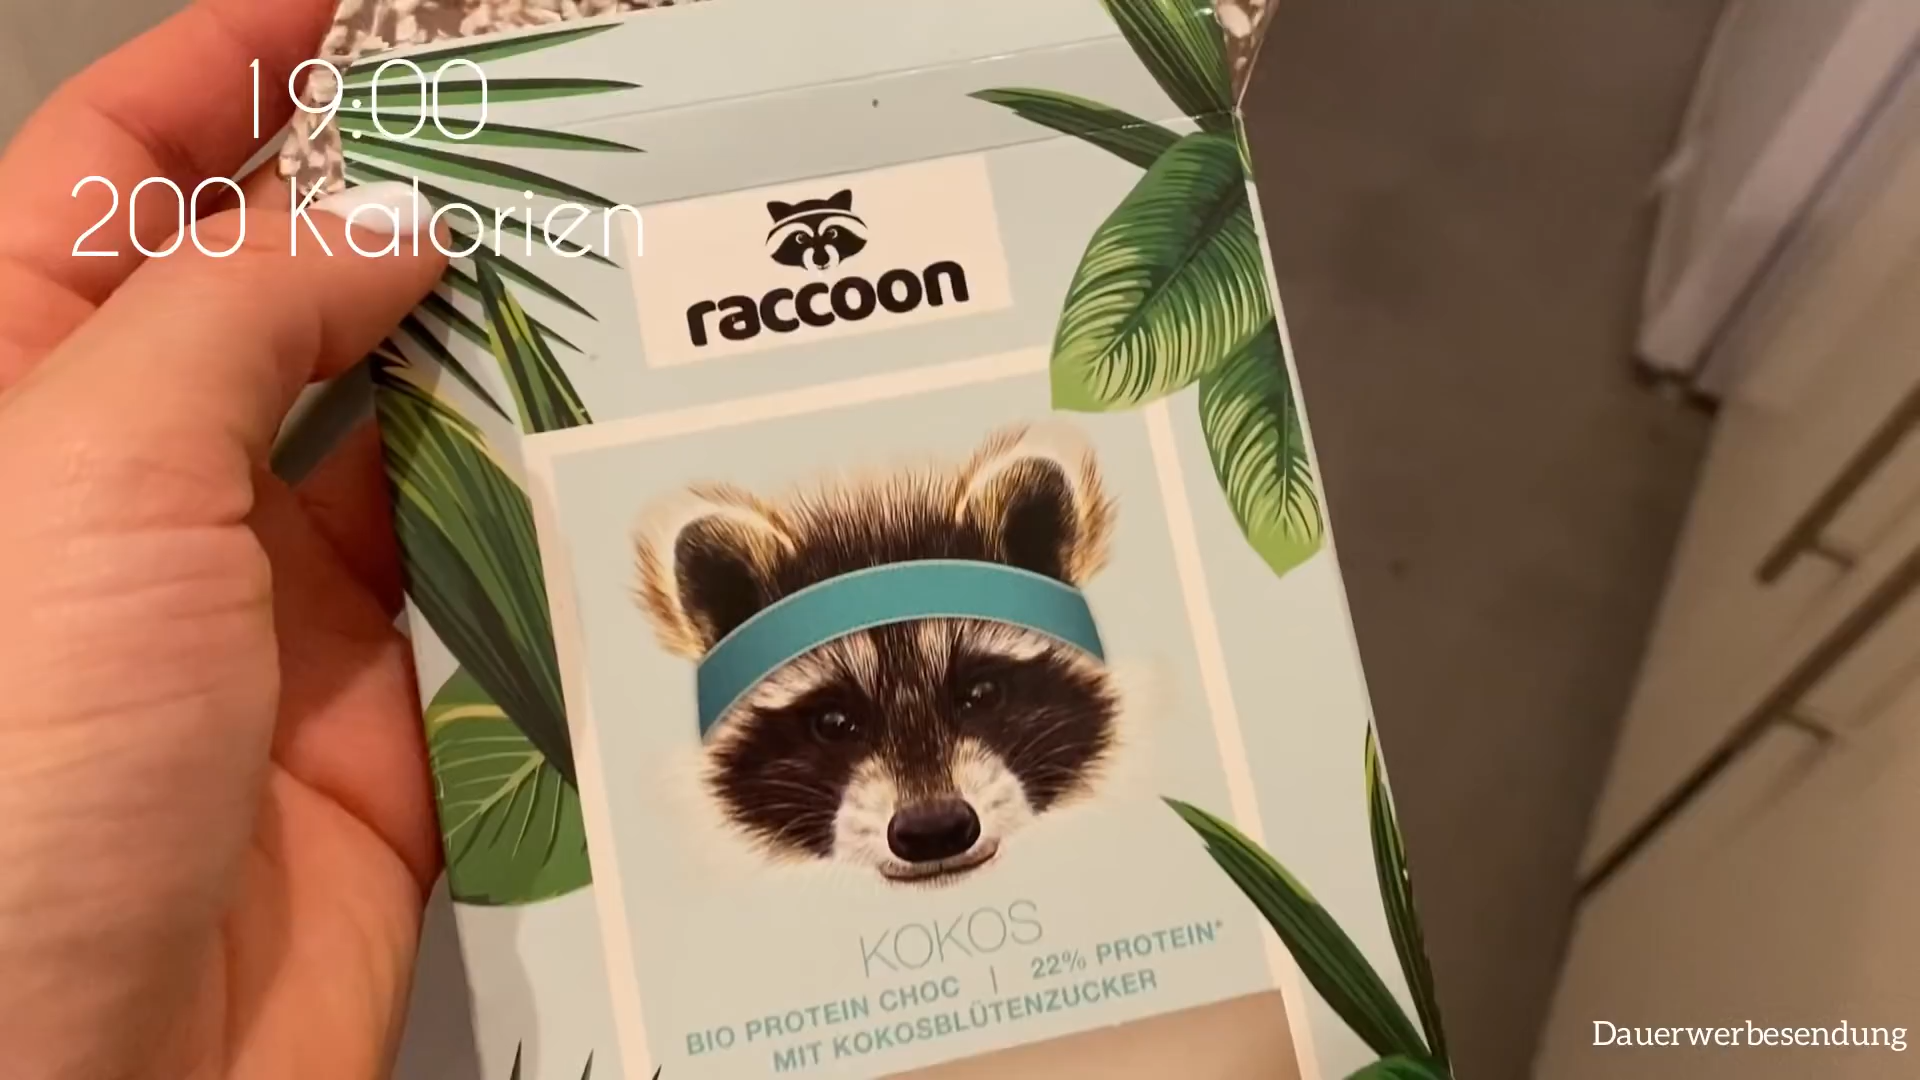 19:00
200 Kalorien
raccoon
KOKOS
BIO PROTEIN CHOC | 22% PROTEIN*
MIT KOKOSBLÜTENZUCKER
Dauerwerbesendung